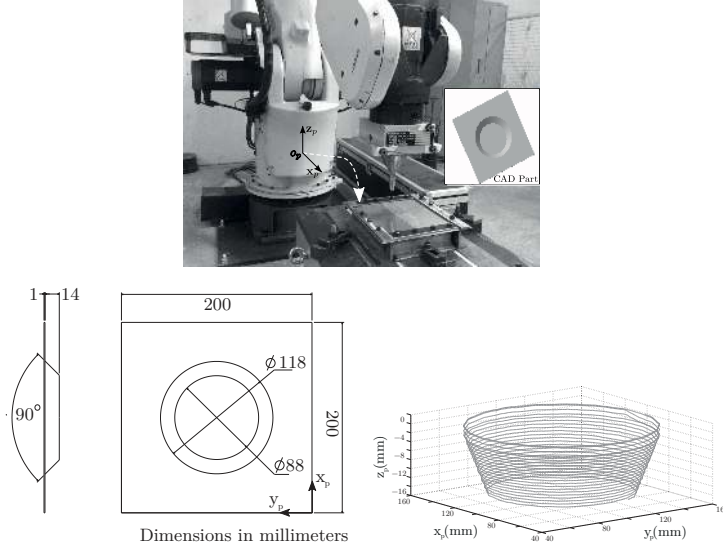 z_p
O_p
x_p
CAD Part
1
14
90°
200
ϕ118
ϕ88
200
x_p
y_p
Dimensions in millimeters
0
−4
−8
−12
−16
z_p(mm)
160
120
80
40
x_p(mm)
40
80
120
y_p(mm)